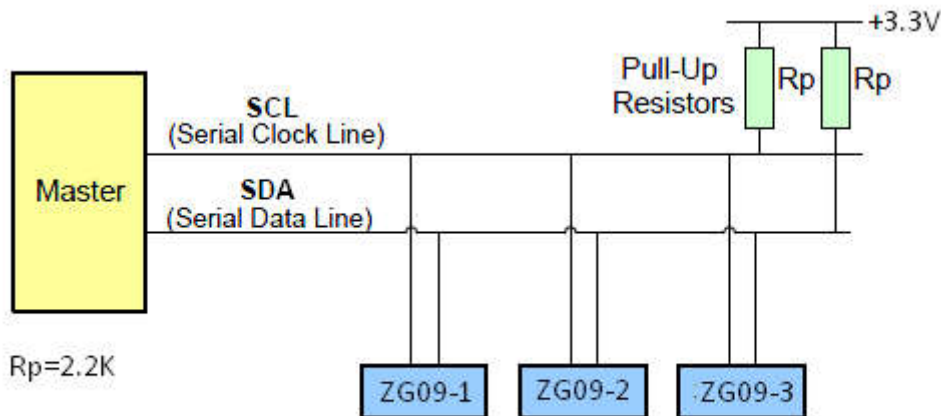 +3.3V
Pull-Up
Resistors
Rp
Rp
SCL
(Serial Clock Line)
Master
SDA
(Serial Data Line)
Rp=2.2K
ZG09-1
ZG09-2
ZG09-3